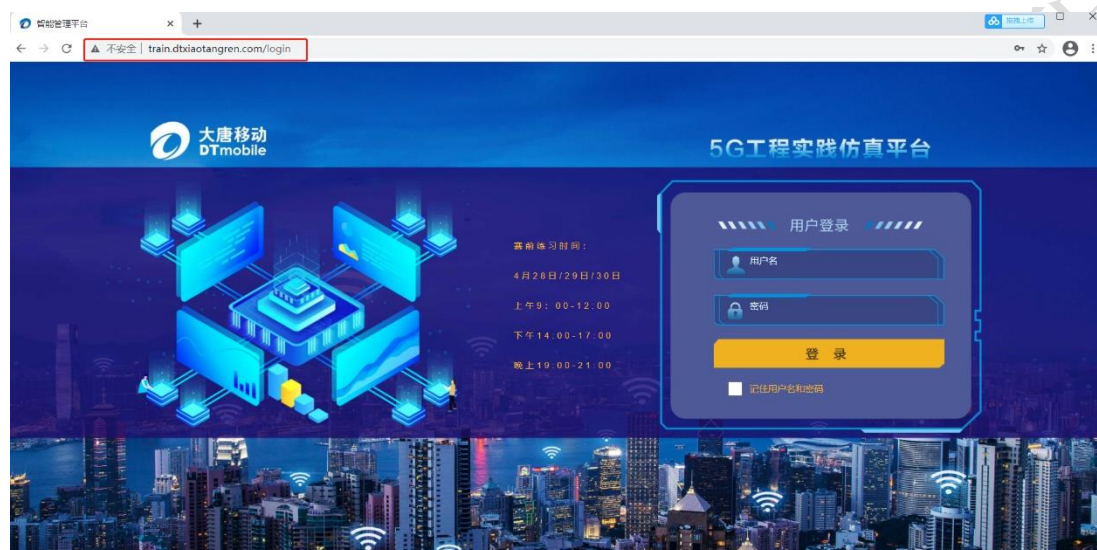 智能管理平台
拖拽上传
不安全 | train.dtxiaotangren.com/login
大唐移动
DTmobile
5G工程实践仿真平台
用户登录
用户名
密码
登 录
记住用户名和密码
赛前练习时间:
4月28日/29日/30日
上午9: 00-12:00
下午14:00-17:00
晚上19:00-21:00